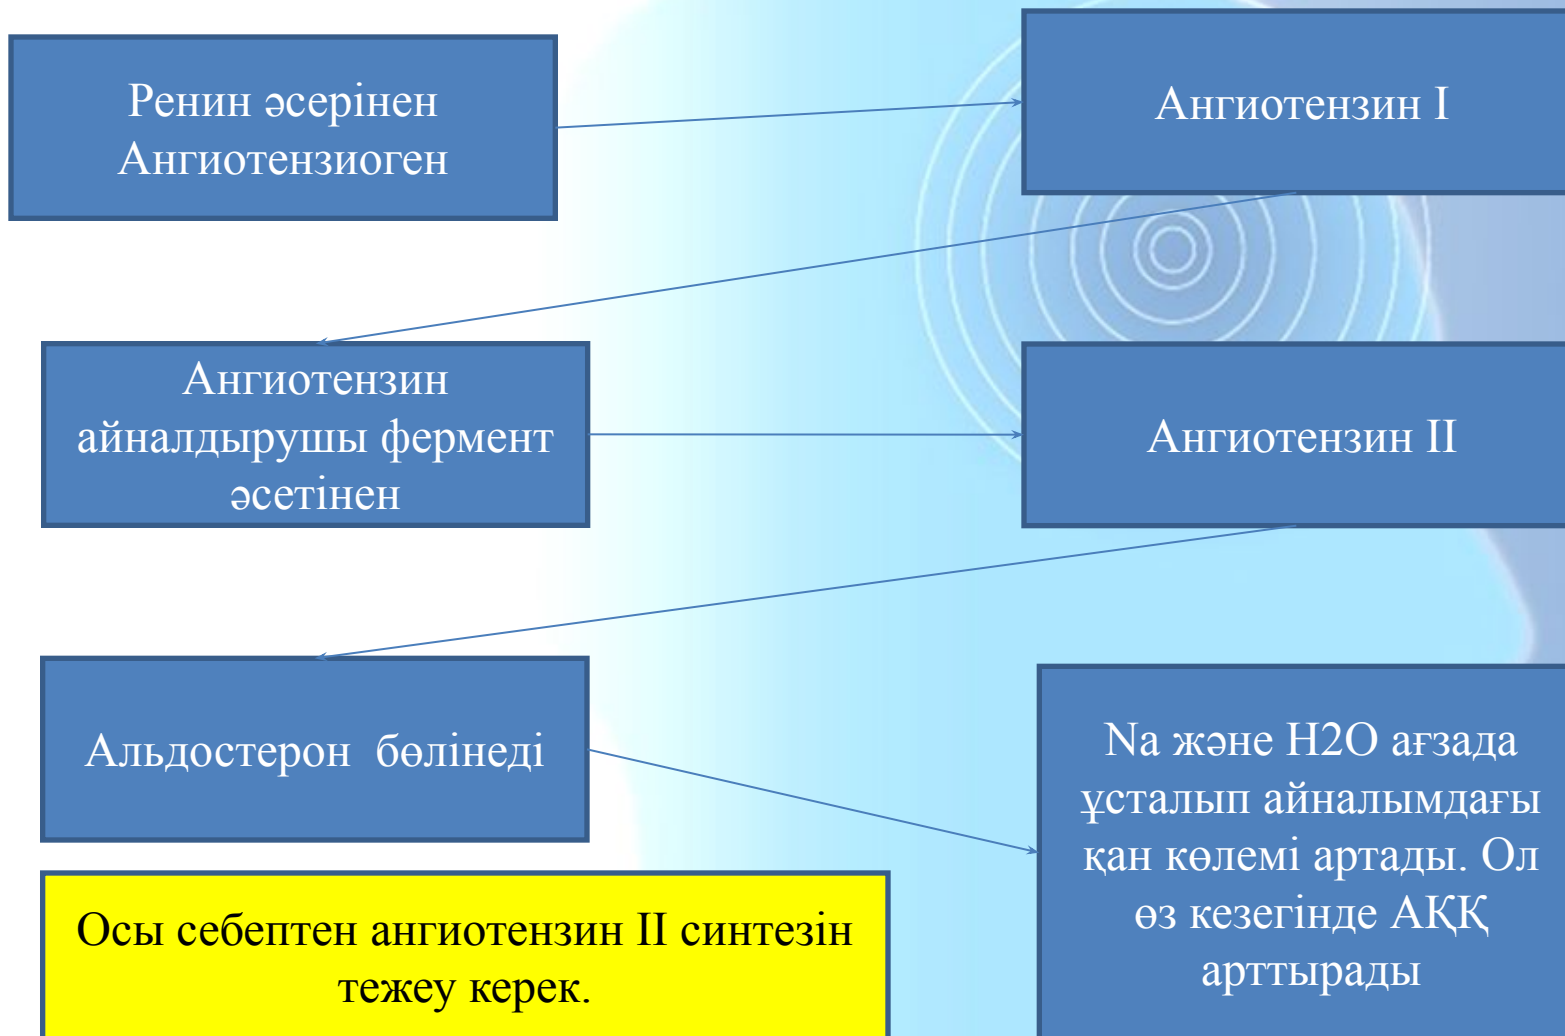 Ренин әсерінен
Ангиотензиоген
Ангиотензин I
Ангиотензин
айналдырушы фермент
әсетінен
Ангиотензин II
Альдостерон бөлінеді
Na және H2O ағзада
ұсталып айналымдағы
қан көлемі артады. Ол
өз кезегінде АҚҚ
арттырады
Осы себептен ангиотензин II синтезін
тежеу керек.